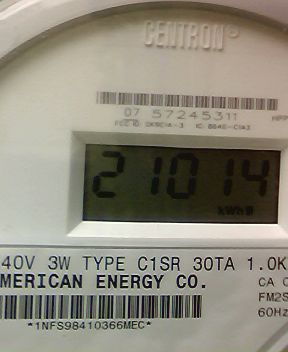 CENTRON®
07 57245311
21014
kWh
40V 3W TYPE C1SR 30TA 1.0K
MERICAN ENERGY CO.
CA
FM2S
60Hz
*1NFS98410366MEC*